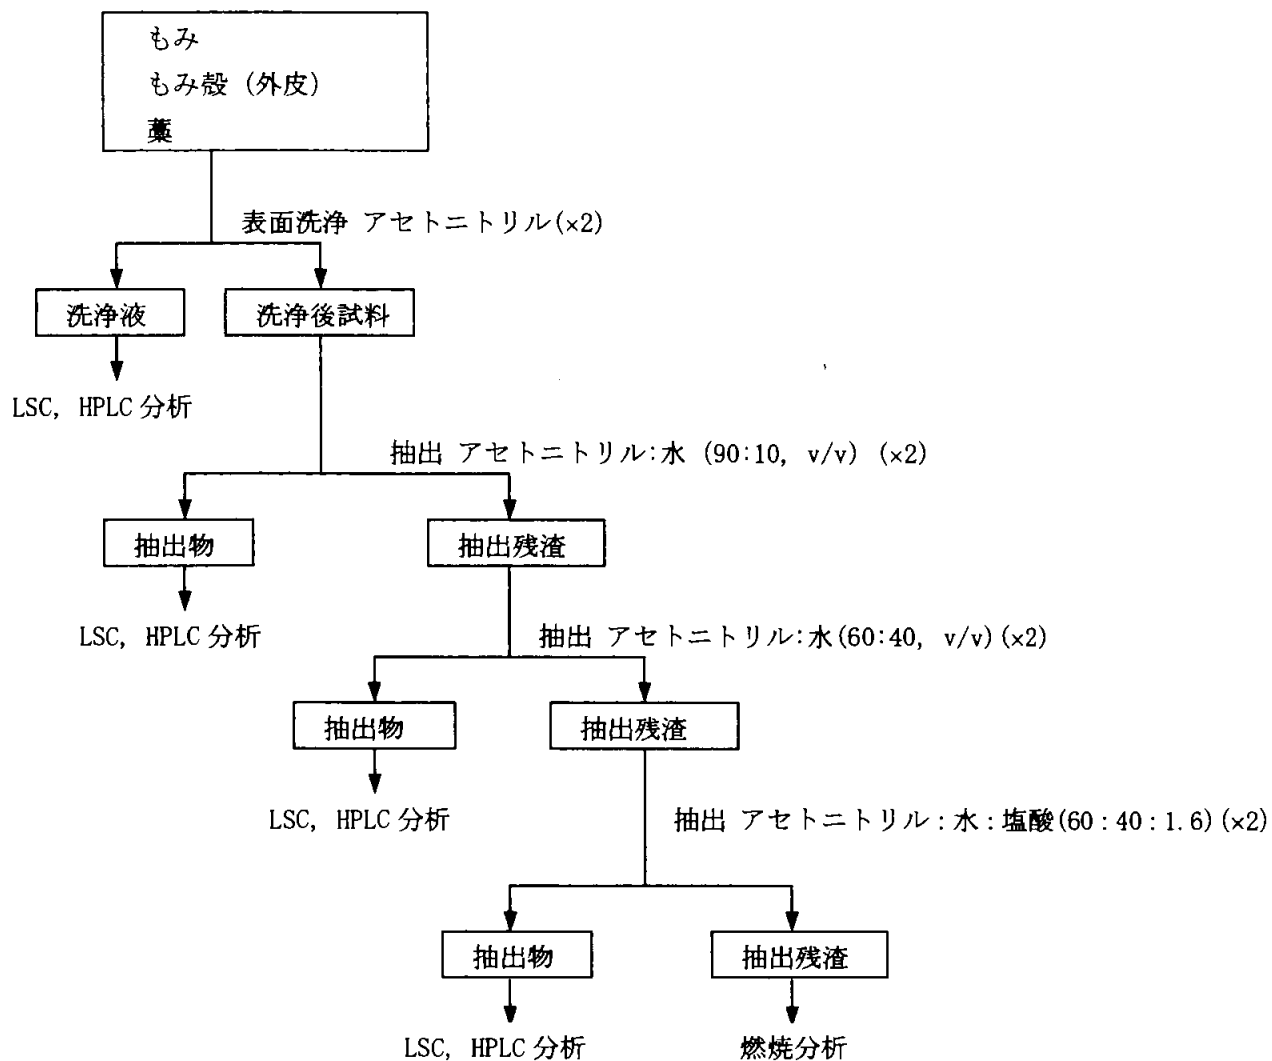 もみ
もみ殻 (外皮)
藁
表面洗浄 アセトニトリル(×2)
洗浄液
洗浄後試料
LSC, HPLC 分析
抽出 アセトニトリル:水 (90:10, v/v) (×2)
抽出物
抽出残渣
LSC, HPLC 分析
抽出 アセトニトリル:水(60:40, v/v)(×2)
抽出物
抽出残渣
LSC, HPLC 分析
抽出 アセトニトリル:水:塩酸(60:40:1.6)(×2)
抽出物
抽出残渣
LSC, HPLC 分析
燃焼分析